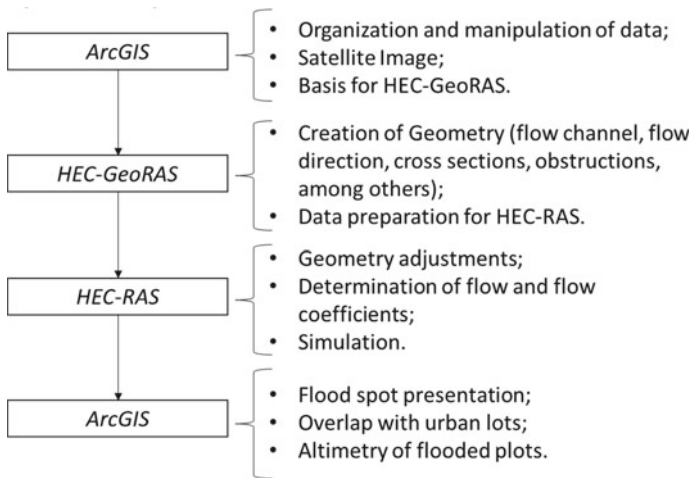 ArcGIS
• Organization and manipulation of data;
• Satellite Image;
• Basis for HEC-GeoRAS.
HEC-GeoRAS
• Creation of Geometry (flow channel, flow
direction, cross sections, obstructions,
among others);
• Data preparation for HEC-RAS.
HEC-RAS
• Geometry adjustments;
• Determination of flow and flow
coefficients;
• Simulation.
ArcGIS
• Flood spot presentation;
• Overlap with urban lots;
• Altimetry of flooded plots.